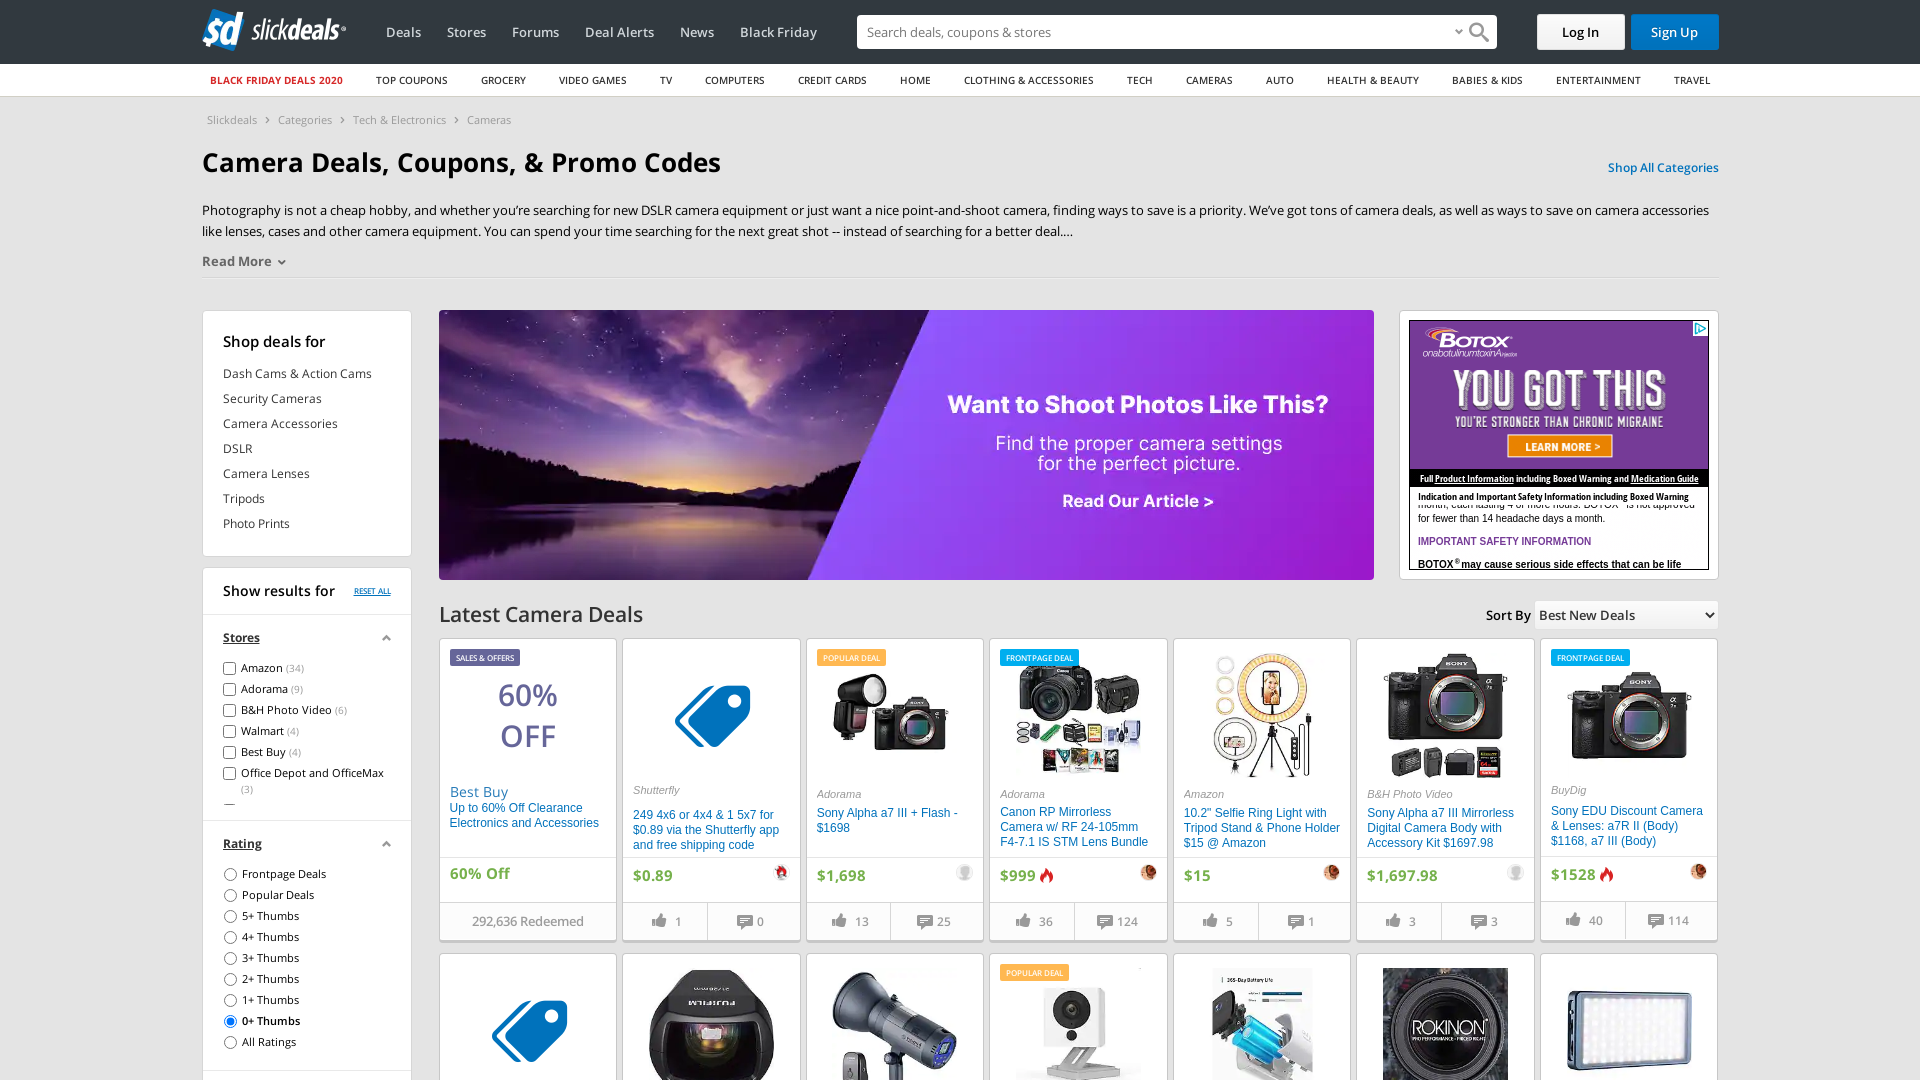 slickdeals
Deals
Stores
Forums
Deal Alerts
News
Black Friday
Search deals, coupons & stores
Log In
Sign Up
BLACK FRIDAY DEALS 2020
TOP COUPONS
GROCERY
VIDEO GAMES
TV
COMPUTERS
CREDIT CARDS
HOME
CLOTHING & ACCESSORIES
TECH
CAMERAS
AUTO
HEALTH & BEAUTY
BABIES & KIDS
ENTERTAINMENT
TRAVEL
Slickdeals > Categories > Tech & Electronics > Cameras
Camera Deals, Coupons, & Promo Codes
Shop All Categories
Photography is not a cheap hobby, and whether you’re searching for new DSLR camera equipment or just want a nice point-and-shoot camera, finding ways to save is a priority. We’ve got tons of camera deals, as well as ways to save on camera accessories
like lenses, cases and other camera equipment. You can spend your time searching for the next great shot -- instead of searching for a better deal....
Read More
Shop deals for
Dash Cams & Action Cams
Security Cameras
Camera Accessories
DSLR
Camera Lenses
Tripods
Photo Prints
Show results for
RESET ALL
Stores
Amazon (34)
Adorama (9)
B&H Photo Video (6)
Walmart (4)
Best Buy (4)
Office Depot and OfficeMax
(3)
Rating
Frontpage Deals
Popular Deals
5+ Thumbs
4+ Thumbs
3+ Thumbs
2+ Thumbs
1+ Thumbs
0+ Thumbs
All Ratings
Want to Shoot Photos Like This?
Find the proper camera settings
for the perfect picture.
Read Our Article >
BOTOX
onabotulinumtoxinA
YOU GOT THIS
YOU'RE STRONGER THAN CHRONIC MIGRAINE
LEARN MORE >
Full Product Information including Boxed Warning and Medication Guide
Indication and Important Safety Information including Boxed Warning
month, each lasting 4 or more hours. BOTOX® is not approved
for fewer than 14 headache days a month.
IMPORTANT SAFETY INFORMATION
BOTOX® may cause serious side effects that can be life
Latest Camera Deals
Sort By
Best New Deals
SALES & OFFERS
60%
OFF
Best Buy
Up to 60% Off Clearance
Electronics and Accessories
60% Off
292,636 Redeemed
Shutterfly
249 4x6 or 4x4 & 1 5x7 for
$0.89 via the Shutterfly app
and free shipping code
$0.89
1
0
POPULAR DEAL
Adorama
Sony Alpha a7 III + Flash -
$1698
$1,698
13
25
FRONTPAGE DEAL
Adorama
Canon RP Mirrorless
Camera w/ RF 24-105mm
F4-7.1 IS STM Lens Bundle
$999
36
124
Amazon
10.2" Selfie Ring Light with
Tripod Stand & Phone Holder
$15 @ Amazon
$15
5
1
SONY
B&H Photo Video
Sony Alpha a7 III Mirrorless
Digital Camera Body with
Accessory Kit $1697.98
$1,697.98
3
3
FRONTPAGE DEAL
SONY
BuyDig
Sony EDU Discount Camera
& Lenses: a7R II (Body)
$1168, a7 III (Body)
$1528
40
114
FUJIFILM
POPULAR DEAL
365-Day Battery Life
ROKINON